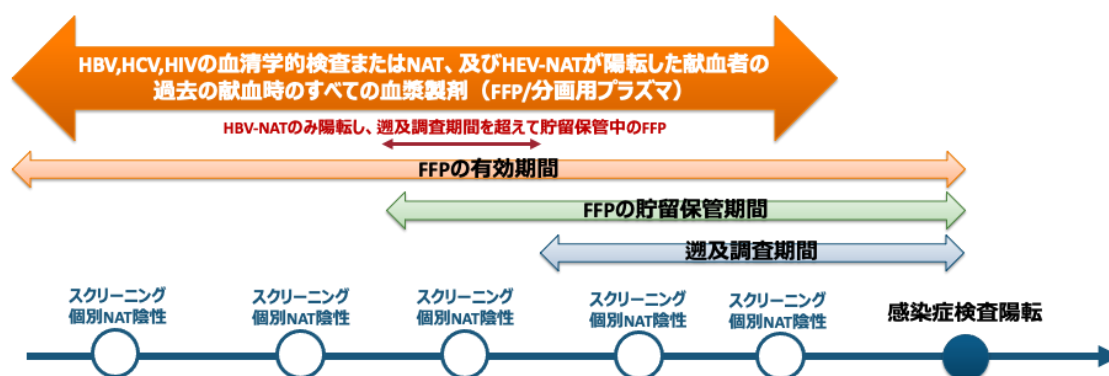 HBV,HCV,HIVの血清学的検査またはNAT、及びHEV-NATが陽転した献血者の
過去の献血時のすべての血漿製剤（FFP/分画用プラズマ）
HBV-NATのみ陽転し、遡及調査期間を超えて貯留保管中のFFP
FFPの有効期間
FFPの貯留保管期間
遡及調査期間
スクリーニング
個別NAT陰性
スクリーニング
個別NAT陰性
スクリーニング
個別NAT陰性
スクリーニング
個別NAT陰性
スクリーニング
個別NAT陰性
感染症検査陽転